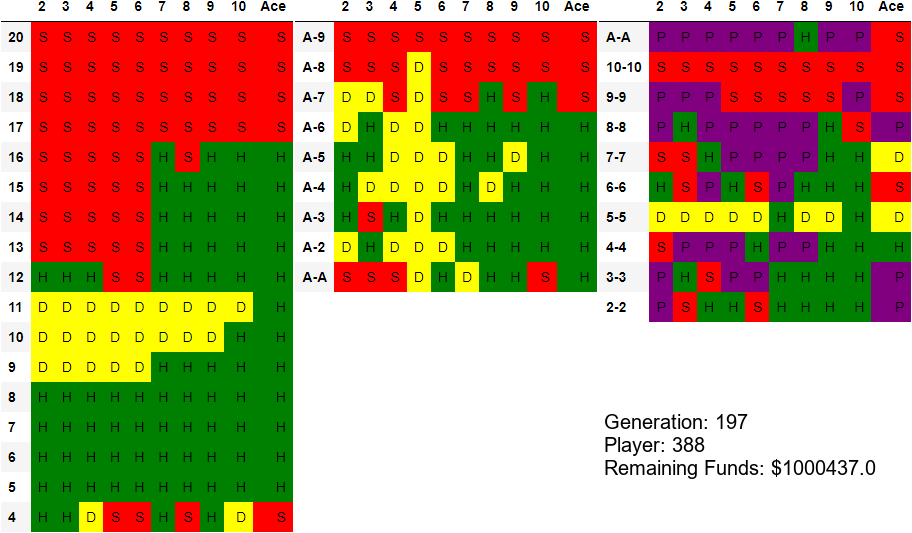 2 3 4 5 6 7 8 9 10 Ace
20 S S S S S S S S S S
19 S S S S S S S S S S
18 S S S S S S S S S S
17 S S S S S S S S S S
16 S S S S S H S H H H
15 S S S S S H H H H H
14 S S S S S H H H H H
13 S S S S S H H H H H
12 H H H S S H H H H H
11 D D D D D D D D D H
10 D D D D D D D D H H
9 D D D D D H H H H H
8 H H H H H H H H H H
7 H H H H H H H H H H
6 H H H H H H H H H H
5 H H H H H H H H H H
4 H H D S S H S H D S
2 3 4 5 6 7 8 9 10 Ace
A-9 S S S S S S S S S S
A-8 S S S D S S S S S S
A-7 D D S D S S H S H S
A-6 D H D D H H H H H H
A-5 H H D D D H H D H H
A-4 H D D D D H D H H H
A-3 H S H D H H H H H H
A-2 D H D D D H H H H H
A-A S S S D H D H H S H
2 3 4 5 6 7 8 9 10 Ace
A-A P P P P P P H P P S
10-10 S S S S S S S S S S
9-9 P P P S S S S S P S
8-8 P H P P P P P H S P
7-7 S S H P P P P H H D
6-6 H S P H S P H H H S
5-5 D D D D D H D D H D
4-4 S P P P H P P H H H
3-3 P H S P P H H H H P
2-2 P S H H S H H H H P
Generation: 197
Player: 388
Remaining Funds: $1000437.0